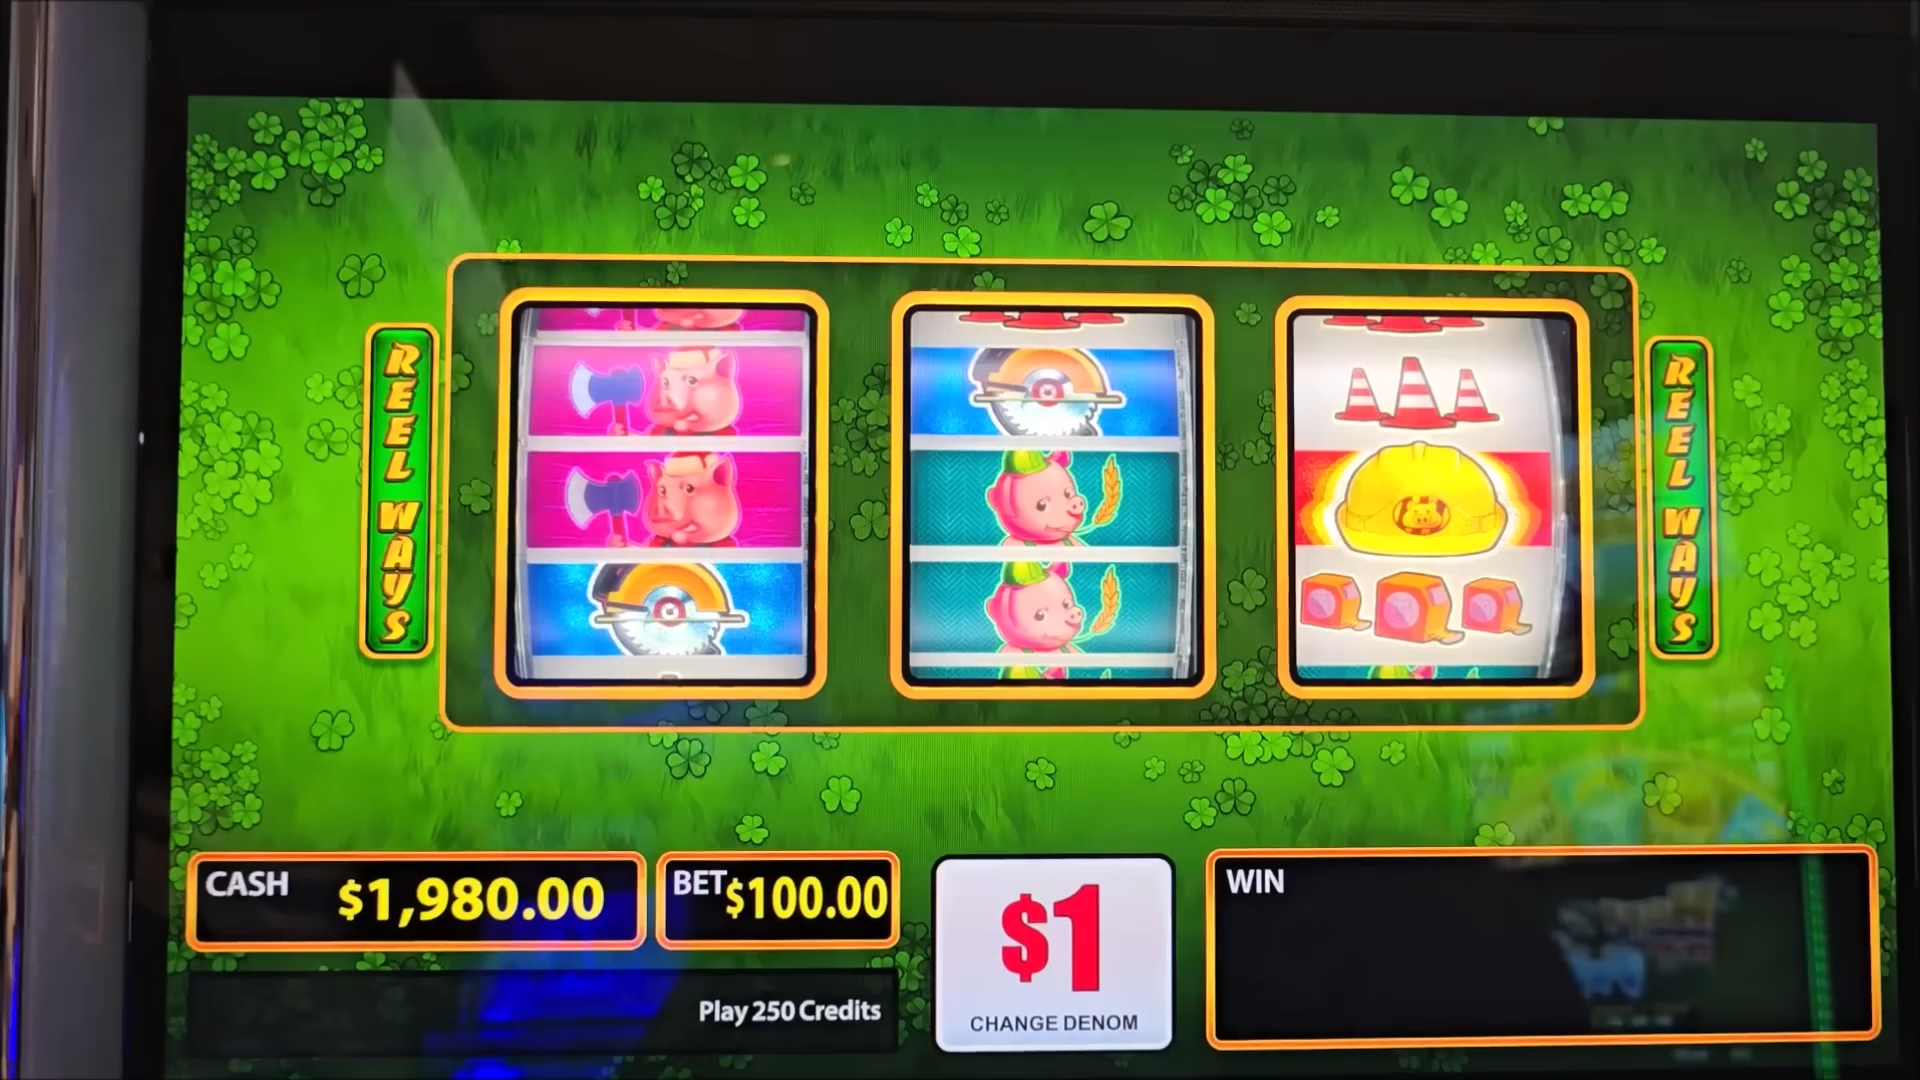 REEL WAYS
REEL WAYS
CASH $1,980.00
BET $100.00
Play 250 Credits
$1
CHANGE DENOM
WIN